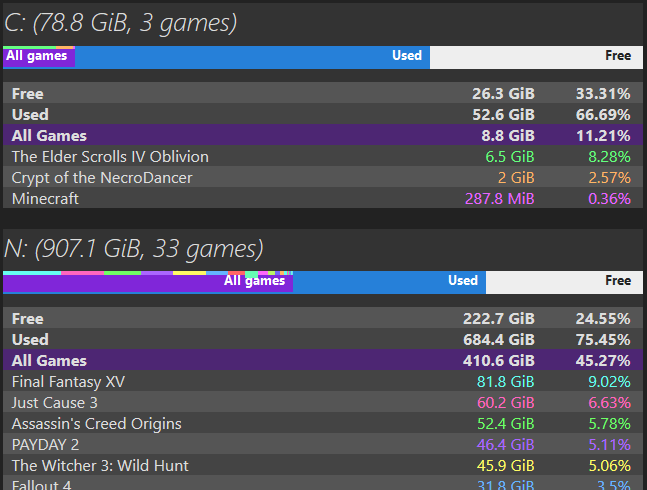 C: (78.8 GiB, 3 games)
All games Used Free
Free 26.3 GiB 33.31%
Used 52.6 GiB 66.69%
All Games 8.8 GiB 11.21%
The Elder Scrolls IV Oblivion 6.5 GiB 8.28%
Crypt of the NecroDancer 2 GiB 2.57%
Minecraft 287.8 MiB 0.36%
N: (907.1 GiB, 33 games)
All games Used Free
Free 222.7 GiB 24.55%
Used 684.4 GiB 75.45%
All Games 410.6 GiB 45.27%
Final Fantasy XV 81.8 GiB 9.02%
Just Cause 3 60.2 GiB 6.63%
Assassin's Creed Origins 52.4 GiB 5.78%
PAYDAY 2 46.4 GiB 5.11%
The Witcher 3: Wild Hunt 45.9 GiB 5.06%
Fallout 4 31.8 GiB 3.5%